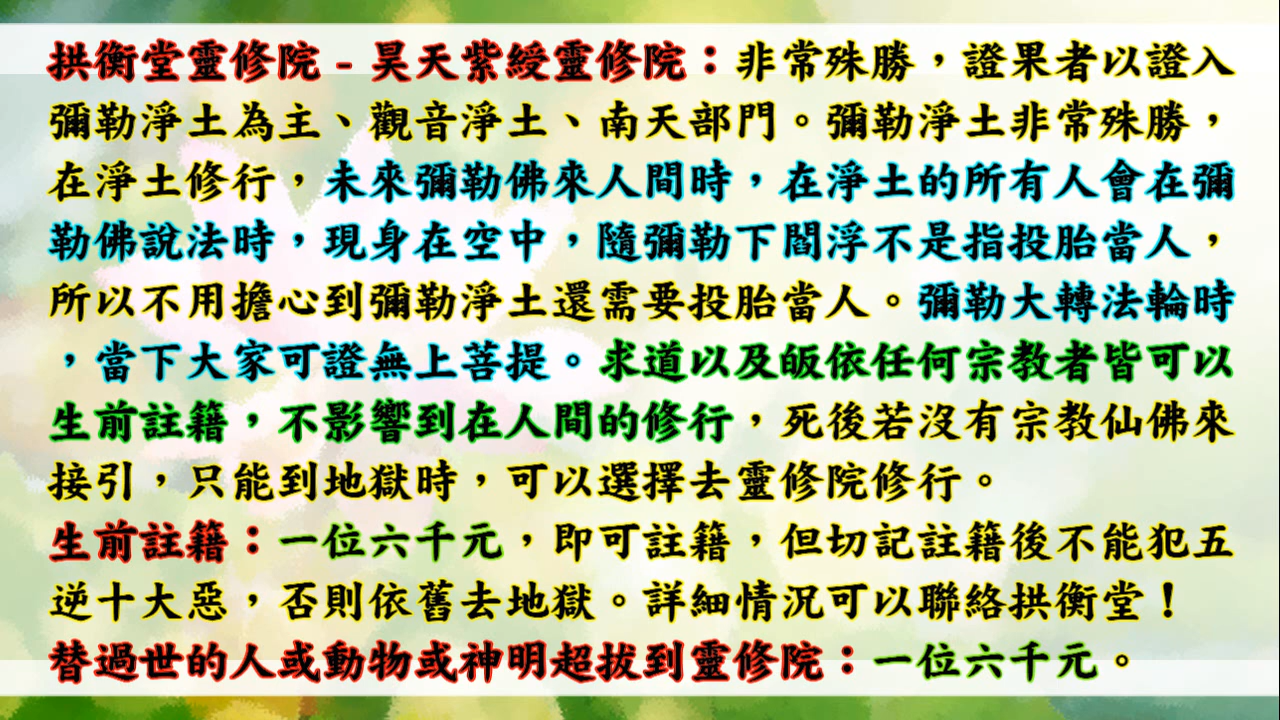 拱衡堂靈修院 - 昊天紫綬靈修院：非常殊勝，證果者以證入
彌勒淨土為主、觀音淨土、南天部門。彌勒淨土非常殊勝，
在淨土修行，未來彌勒佛來人間時，在淨土的所有人會在彌
勒佛說法時，現身在空中，隨彌勒下閻浮不是指投胎當人，
所以不用擔心到彌勒淨土還需要投胎當人。彌勒大轉法輪時
，當下大家可證無上菩提。求道以及皈依任何宗教者皆可以
生前註籍，不影響到在人間的修行，死後若沒有宗教仙佛來
接引，只能到地獄時，可以選擇去靈修院修行。
生前註籍：一位六千元，即可註籍，但切記註籍後不能犯五
逆十大惡，否則依舊去地獄。詳細情況可以聯絡拱衡堂！
替過世的人或動物或神明超拔到靈修院：一位六千元。